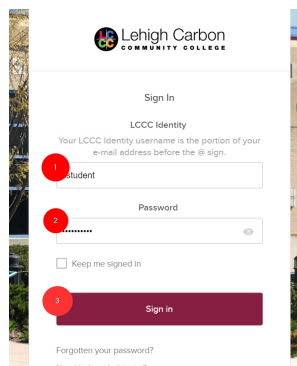 LCCC
Lehigh Carbon
COMMUNITY COLLEGE
Sign In
LCCC Identity
Your LCCC Identity username is the portion of your
e-mail address before the @ sign.
1
student
Password
2
••••••••••
Keep me signed in
3
Sign in
Forgotten your password?